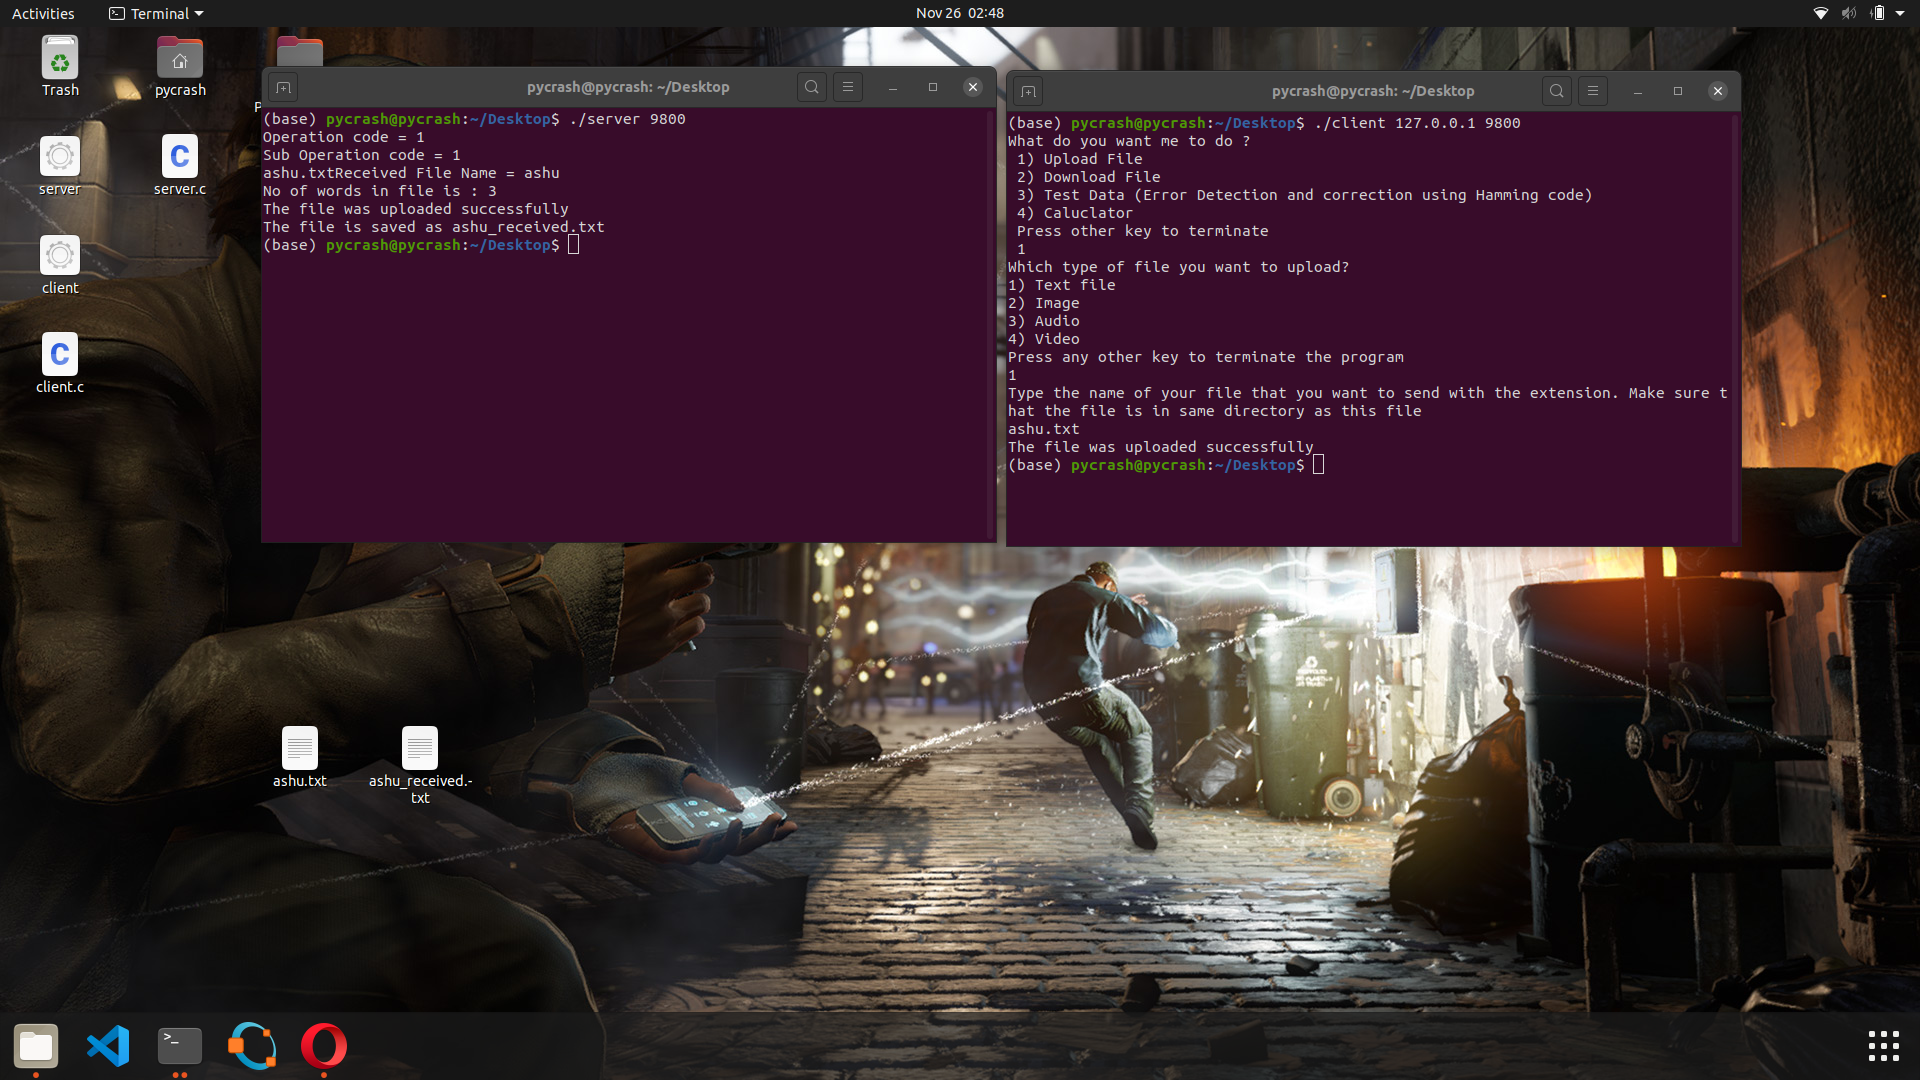 Activities
Terminal
Nov 26 02:48
Trash
pycrash
server
server.c
client
client.c
P
pycrash@pycrash: ~/Desktop
(base) pycrash@pycrash:~/Desktop$ ./server 9800
Operation code = 1
Sub Operation code = 1
ashu.txtReceived File Name = ashu
No of words in file is : 3
The file was uploaded successfully
The file is saved as ashu_received.txt
(base) pycrash@pycrash:~/Desktop$
pycrash@pycrash: ~/Desktop
(base) pycrash@pycrash:~/Desktop$ ./client 127.0.0.1 9800
What do you want me to do ?
1) Upload File
2) Download File
3) Test Data (Error Detection and correction using Hamming code)
4) Caluclator
Press other key to terminate
1
Which type of file you want to upload?
1) Text file
2) Image
3) Audio
4) Video
Press any other key to terminate the program
1
Type the name of your file that you want to send with the extension. Make sure t
hat the file is in same directory as this file
ashu.txt
The file was uploaded successfully
(base) pycrash@pycrash:~/Desktop$
ashu.txt
ashu_received.-
txt